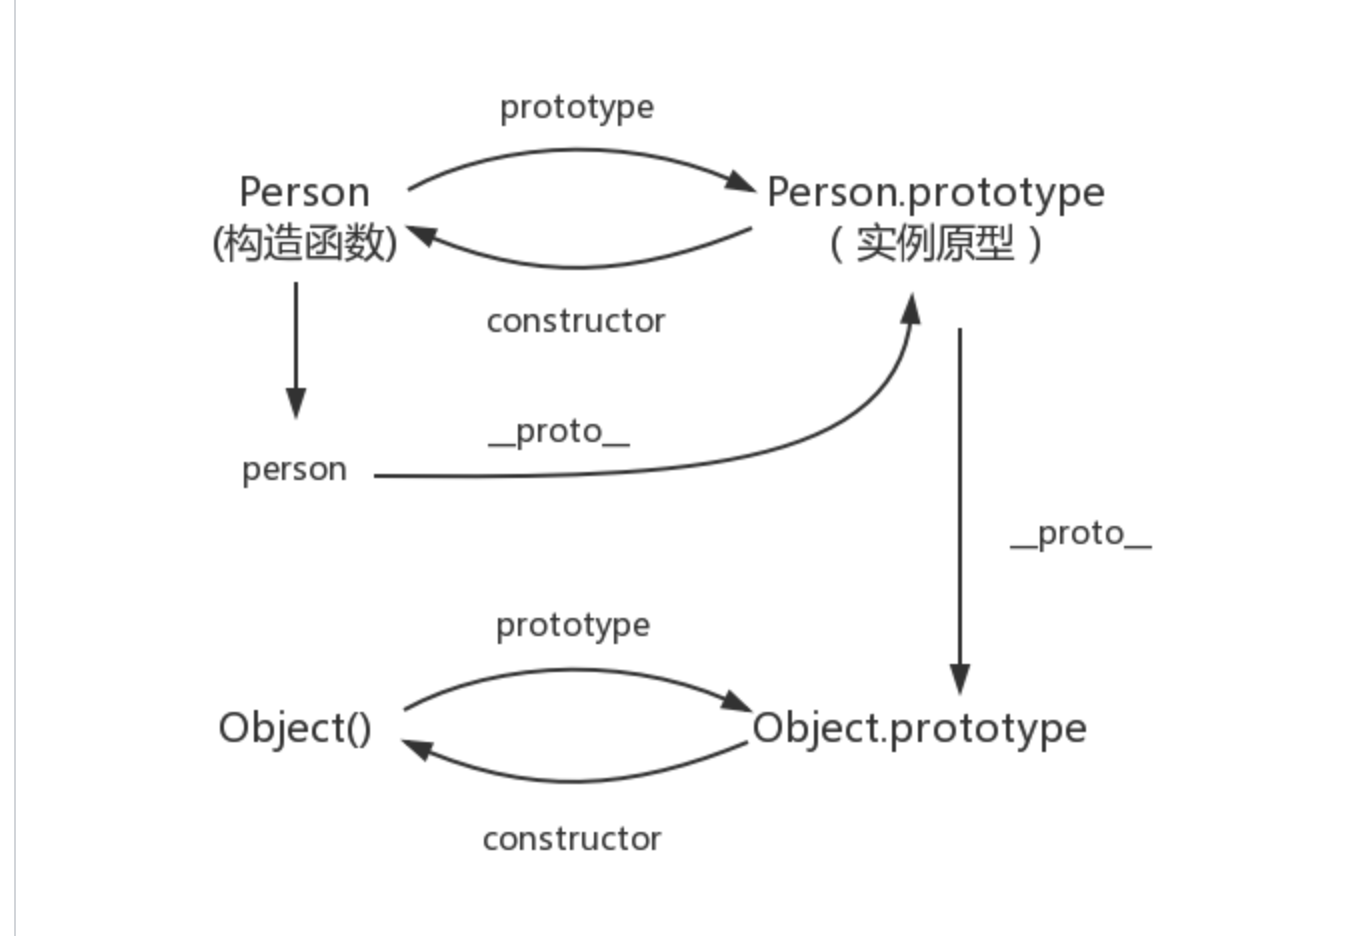 prototype
Person
Person.prototype
(构造函数)
（实例原型）
constructor
__proto__
person
__proto__
prototype
Object()
Object.prototype
constructor